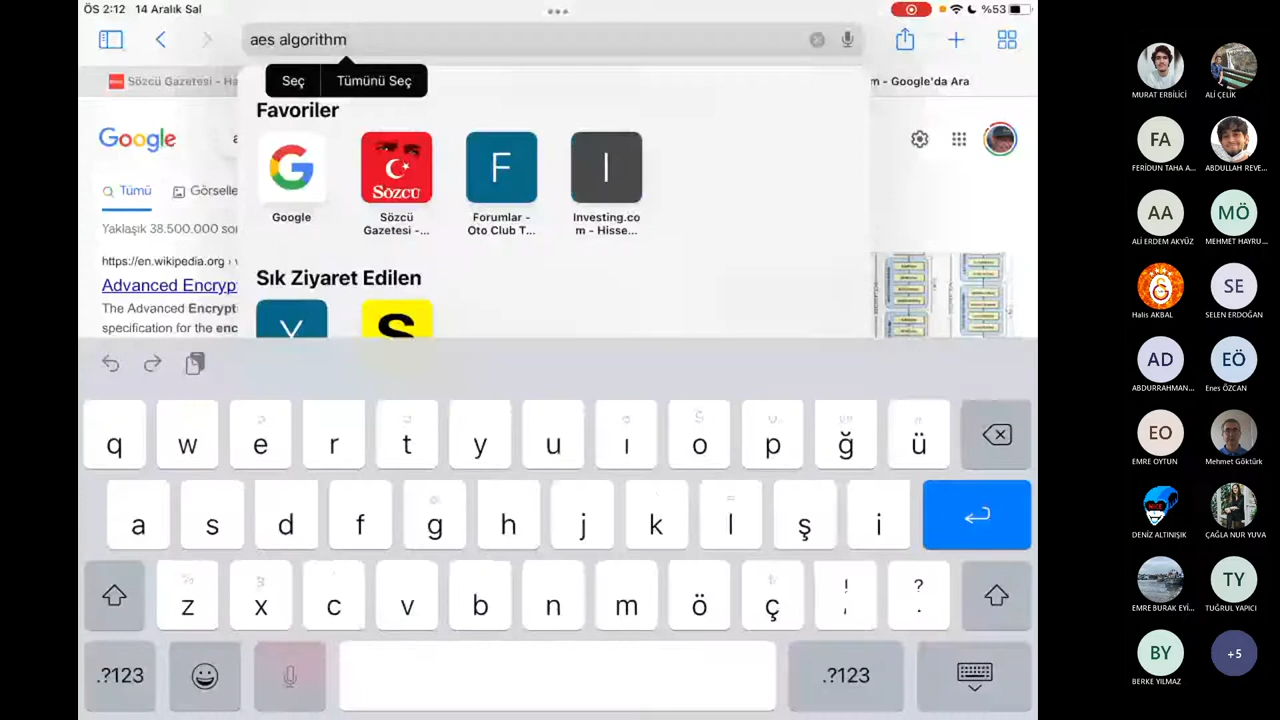 ÖS 2:12 14 Aralık Sal
%53
aes algorithm
Sözcü Gazetesi - Ha
m - Google'da Ara
Seç
Tümünü Seç
Favoriler
Google
Tümü
Görselle
G
SÖZCÜ
F
I
Google
Sözcü
Gazetesi -...
Forumlar -
Oto Club T...
Investing.co
m - Hisse...
Yaklaşık 38.500.000 so
https://en.wikipedia.org ›
Advanced Encryp
The Advanced Encrypt
specification for the enc
Sık Ziyaret Edilen
Y
S
q w e r t y u ı o p ğ ü
a s d f g h j k l ş i
z x c v b n m ö ç ! , ? .
.?123
.?123
MURAT ERBİLİCİ
ALİ ÇELİK
FA
FERİDUN TAHA A...
ABDULLAH REVE...
AA
ALİ ERDEM AKYÜZ
MÖ
MEHMET HAYRU...
Halis AKBAL
SE
SELEN ERDOĞAN
AD
ABDURRAHMAN...
EÖ
Enes ÖZCAN
EO
EMRE OYTUN
Mehmet Göktürk
DENİZ ALTINIŞIK
ÇAĞLA NUR YUVA
EMRE BURAK EYİ...
TY
TUĞRUL YAPICI
BY
BERKE YILMAZ
+5